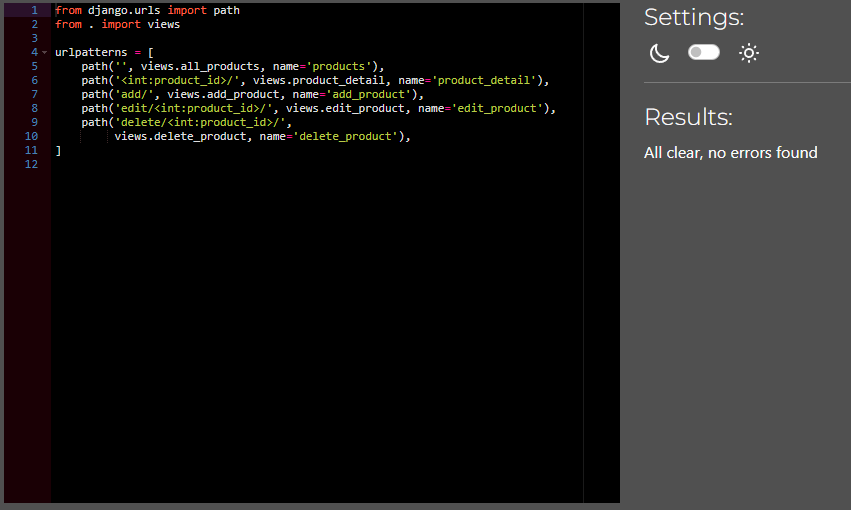 1 from django.urls import path
2 from . import views
3
4 urlpatterns = [
5     path('', views.all_products, name='products'),
6     path('<int:product_id>/', views.product_detail, name='product_detail'),
7     path('add/', views.add_product, name='add_product'),
8     path('edit/<int:product_id>/', views.edit_product, name='edit_product'),
9     path('delete/<int:product_id>/',
10         views.delete_product, name='delete_product'),
11 ]
12
Settings:
Results:
All clear, no errors found